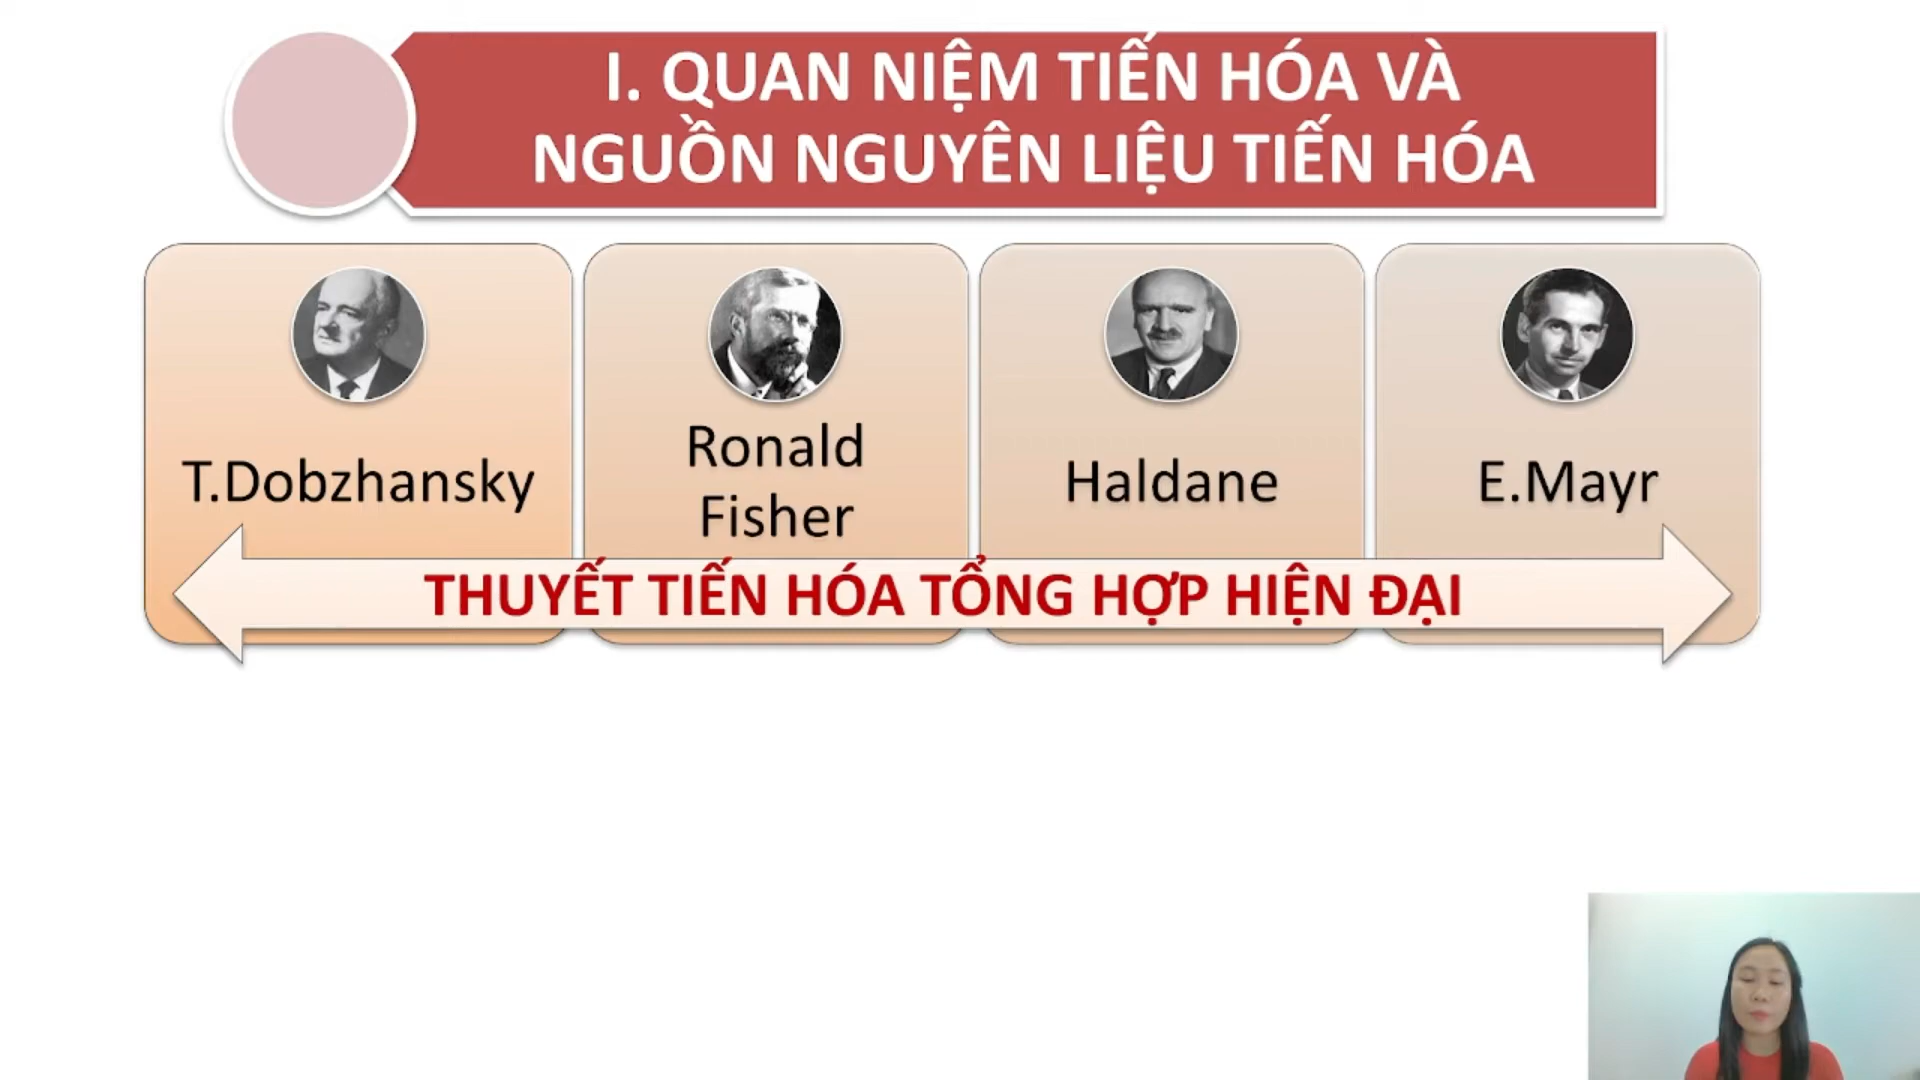 I. QUAN NIỆM TIẾN HÓA VÀ
NGUỒN NGUYÊN LIỆU TIẾN HÓA
T.Dobzhansky
Ronald
Fisher
Haldane
E.Mayr
THUYẾT TIẾN HÓA TỔNG HỢP HIỆN ĐẠI